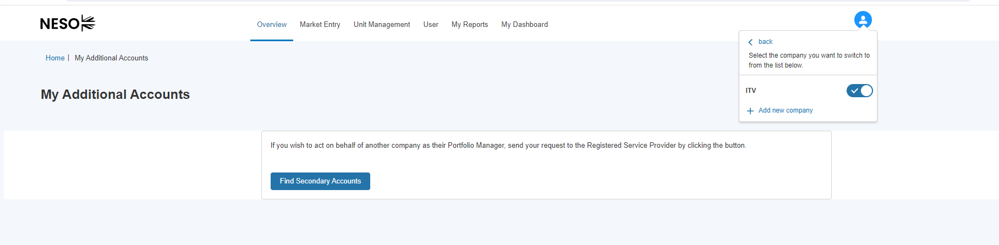 NESO
Overview Market Entry Unit Management User My Reports My Dashboard
back
Select the company you want to switch to
from the list below.
ITV
Add new company
Home | My Additional Accounts
My Additional Accounts
If you wish to act on behalf of another company as their Portfolio Manager, send your request to the Registered Service Provider by clicking the button.
Find Secondary Accounts